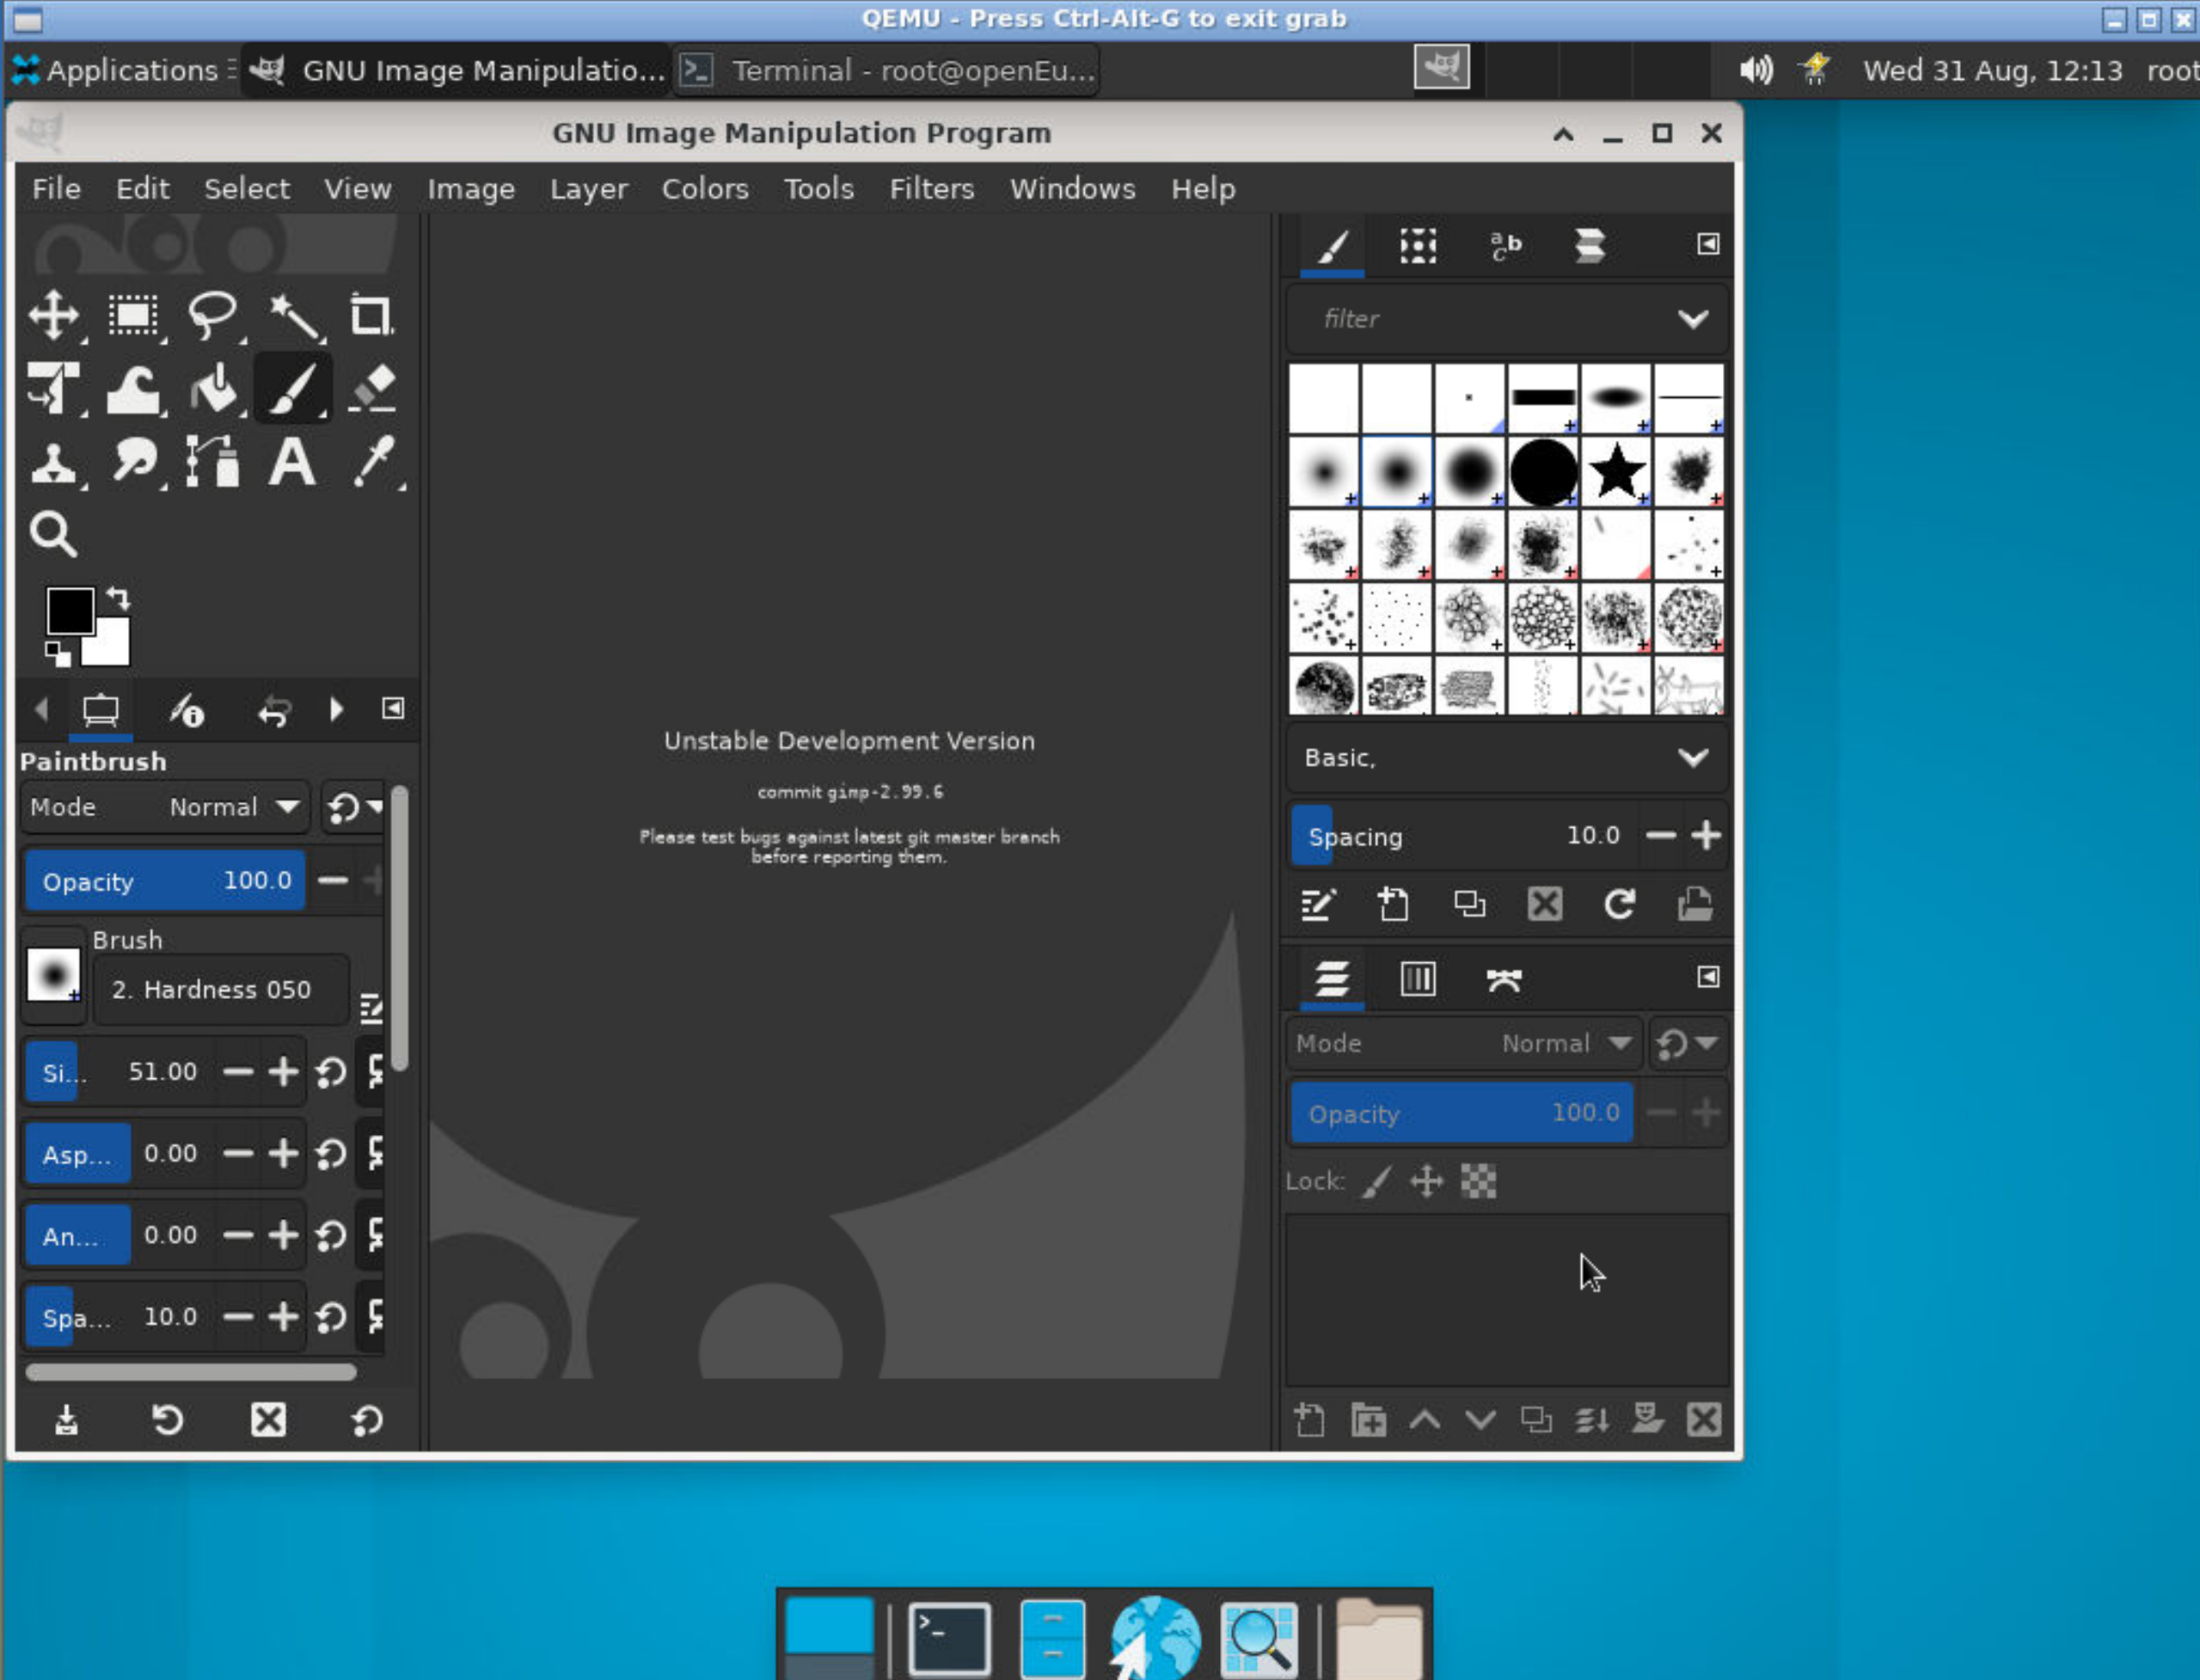 QEMU - Press Ctrl-Alt-G to exit grab
Applications
GNU Image Manipulatio...
Terminal - root@openEu...
Wed 31 Aug, 12:13
root
GNU Image Manipulation Program
File Edit Select View Image Layer Colors Tools Filters Windows Help
filter
Unstable Development Version
commit gimp-2.99.6
Please test bugs against latest git master branch
before reporting them.
Paintbrush
Mode Normal
Opacity 100.0
Brush
2. Hardness 050
Si... 51.00
Asp... 0.00
An... 0.00
Spa... 10.0
Basic,
Spacing 10.0
Mode Normal
Opacity 100.0
Lock: